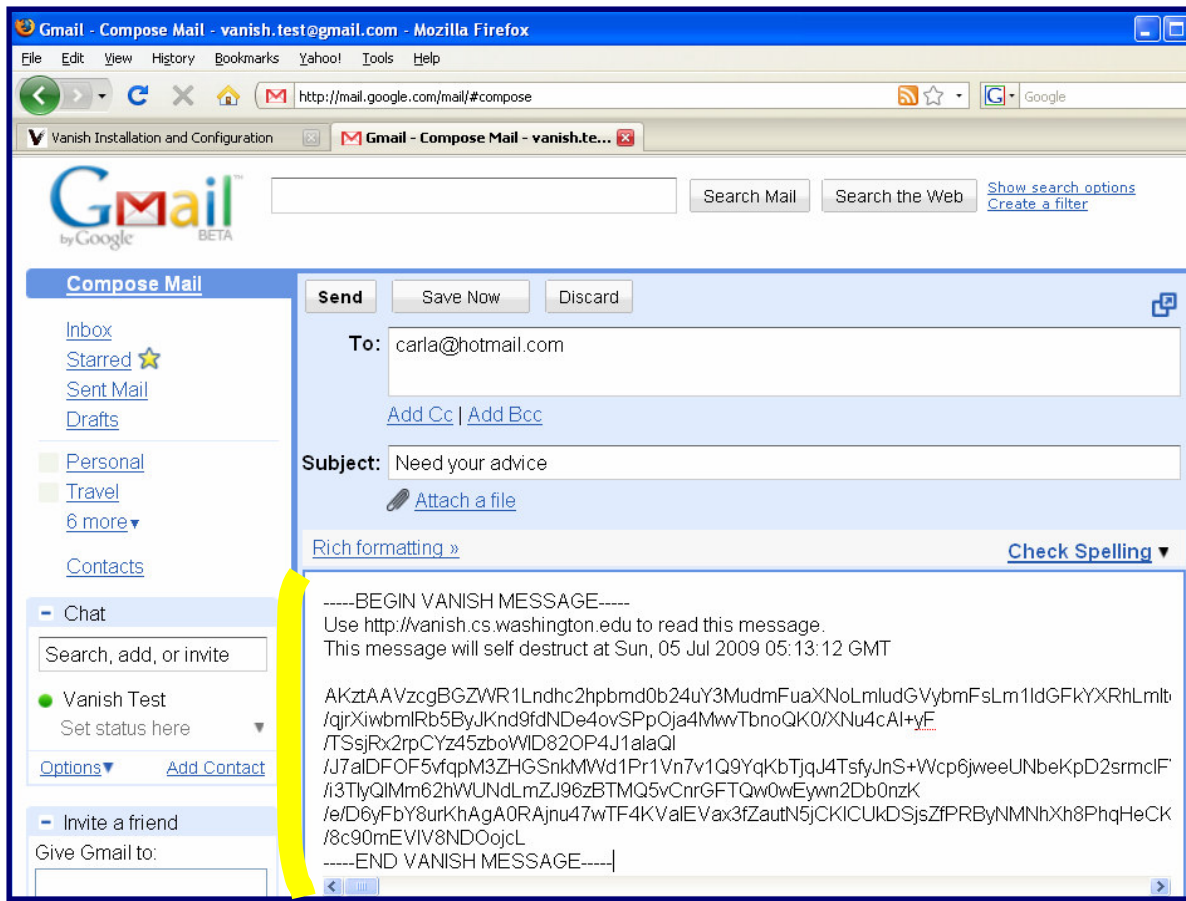 Gmail - Compose Mail - vanish.test@gmail.com - Mozilla Firefox
File Edit View History Bookmarks Yahoo! Tools Help
http://mail.google.com/mail/#compose
G Google
Vanish Installation and Configuration
Gmail - Compose Mail - vanish.te...
Gmail™
by Google BETA
Search Mail
Search the Web
Show search options
Create a filter
Compose Mail
Inbox
Starred
Sent Mail
Drafts
Personal
Travel
6 more▾
Contacts
Chat
Search, add, or invite
Vanish Test
Set status here
Options▾ Add Contact
Invite a friend
Give Gmail to:
Send
Save Now
Discard
To: carla@hotmail.com
Add Cc | Add Bcc
Subject: Need your advice
Attach a file
Rich formatting »
Check Spelling ▾
-----BEGIN VANISH MESSAGE-----
Use http://vanish.cs.washington.edu to read this message.
This message will self destruct at Sun, 05 Jul 2009 05:13:12 GMT
/TSsjRx2rpCYz45zboWlD82OP4J1alaQl
/8c90mEVlV8NDOojcL
-----END VANISH MESSAGE-----